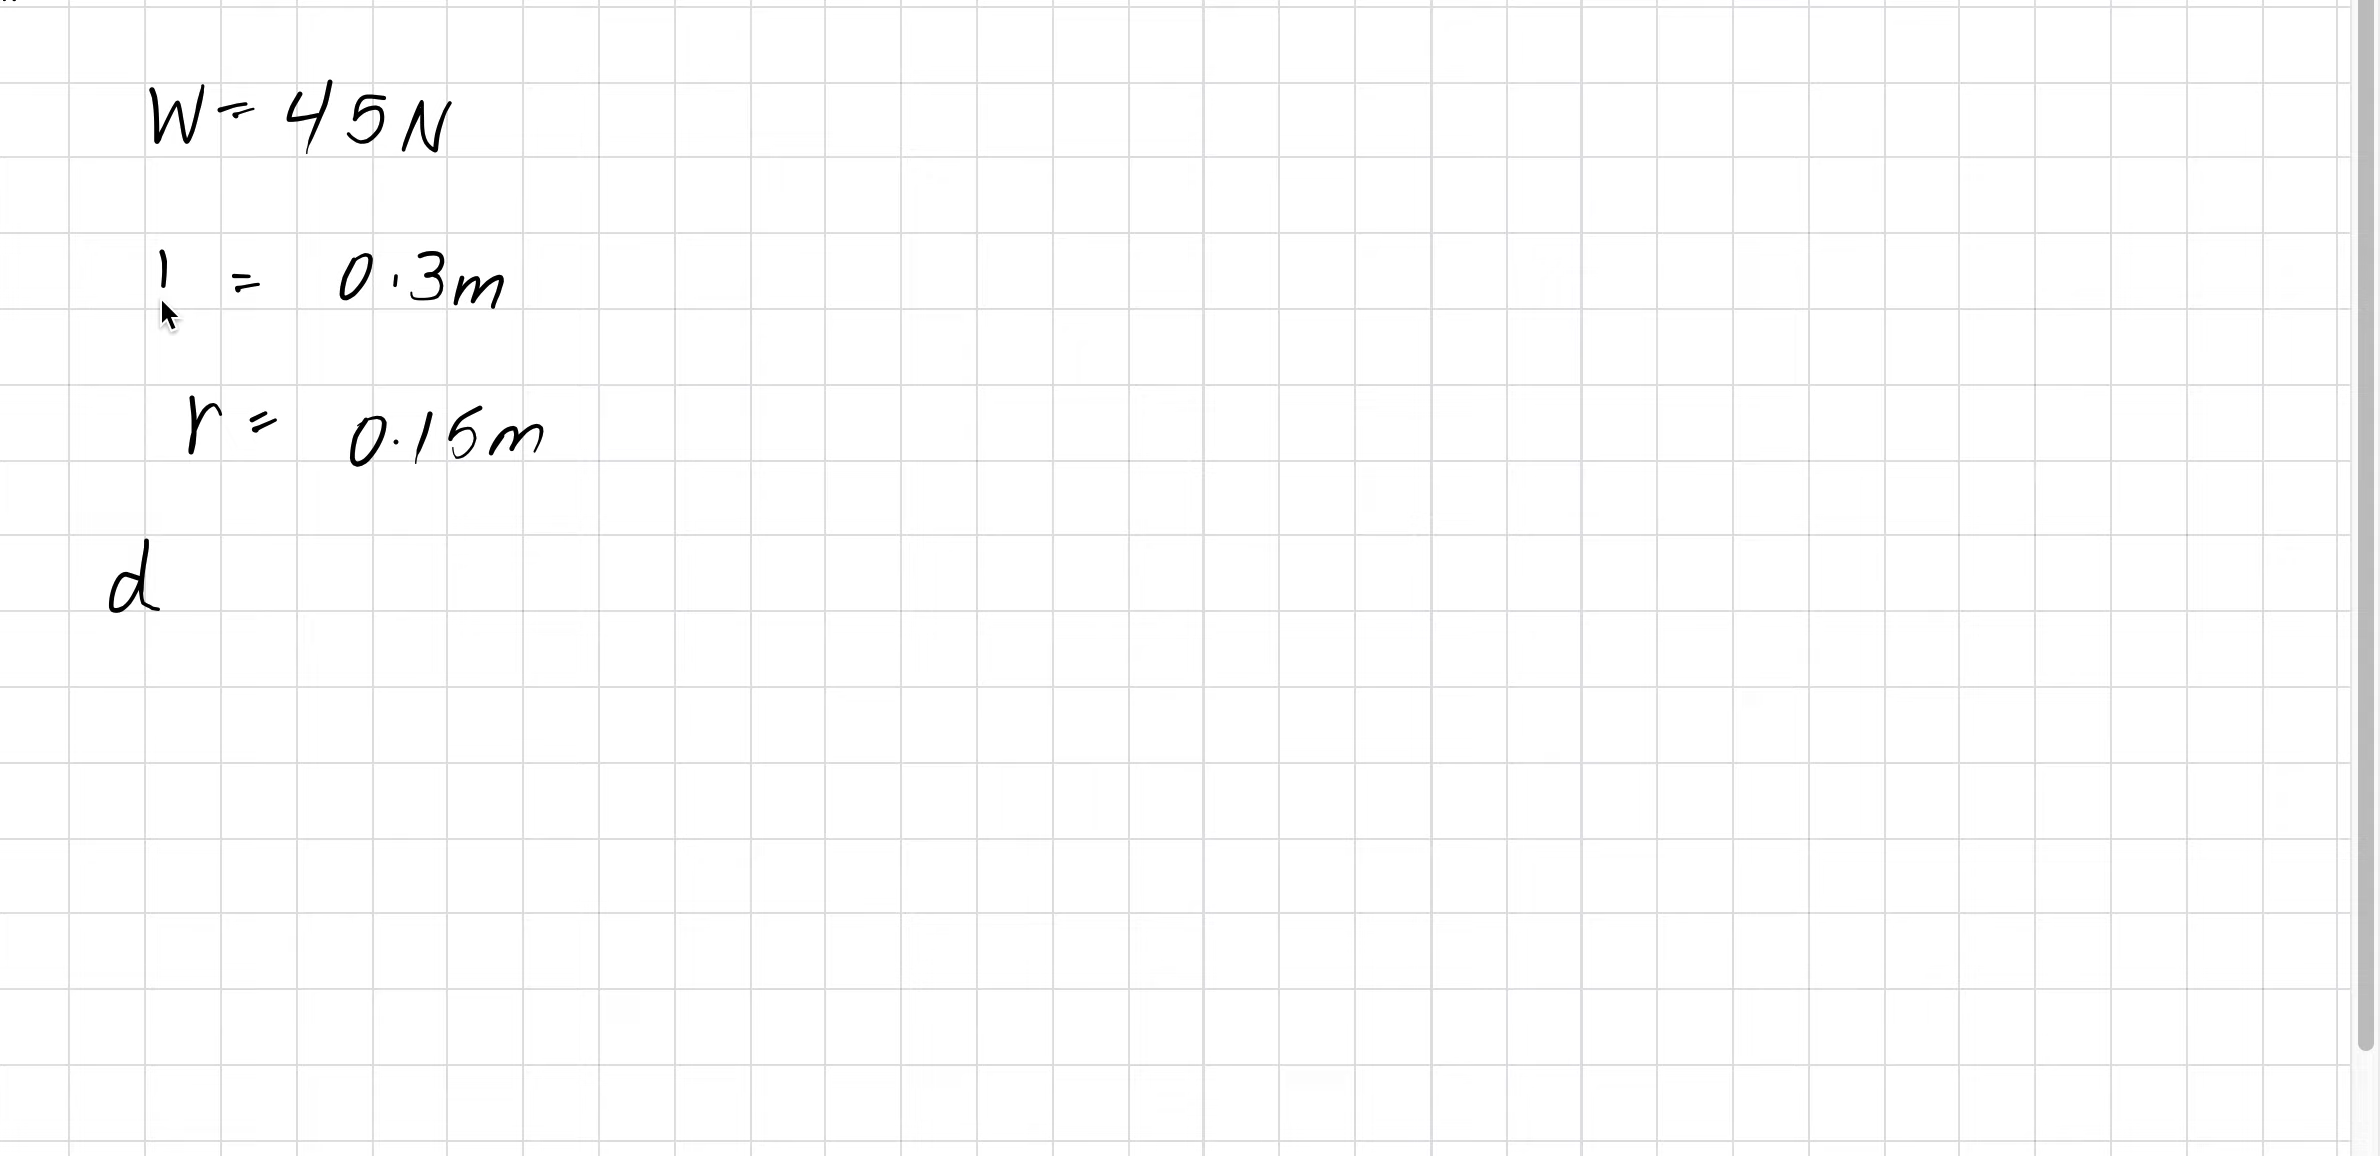 W = 45N
l = 0.3m
r = 0.15m
d